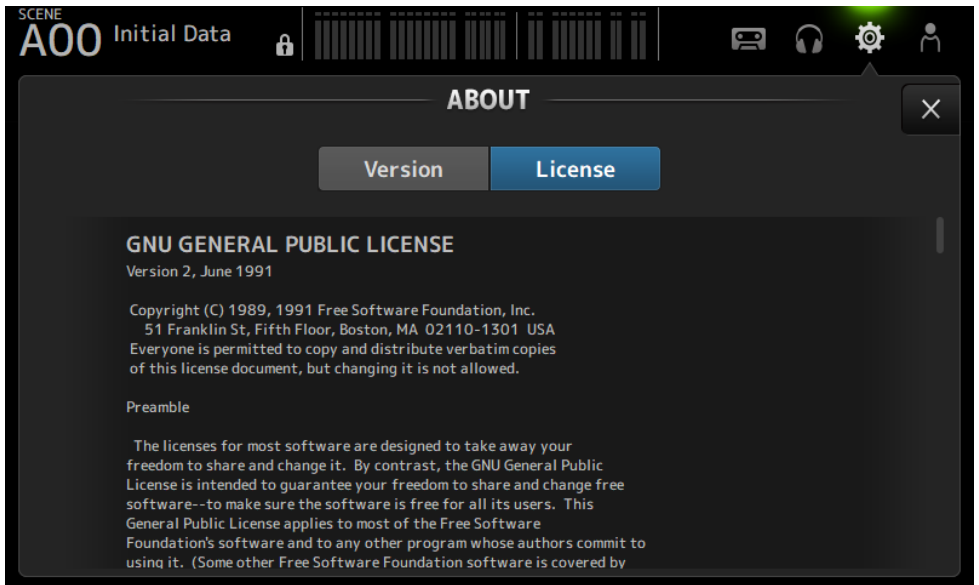 SCENE
A00 Initial Data
ABOUT
Version License
GNU GENERAL PUBLIC LICENSE
Version 2, June 1991
Copyright (C) 1989, 1991 Free Software Foundation, Inc.
51 Franklin St, Fifth Floor, Boston, MA  02110-1301  USA
Everyone is permitted to copy and distribute verbatim copies
of this license document, but changing it is not allowed.
Preamble
The licenses for most software are designed to take away your
freedom to share and change it.  By contrast, the GNU General Public
License is intended to guarantee your freedom to share and change free
software--to make sure the software is free for all its users.  This
General Public License applies to most of the Free Software
Foundation's software and to any other program whose authors commit to
using it.  (Some other Free Software Foundation software is covered by